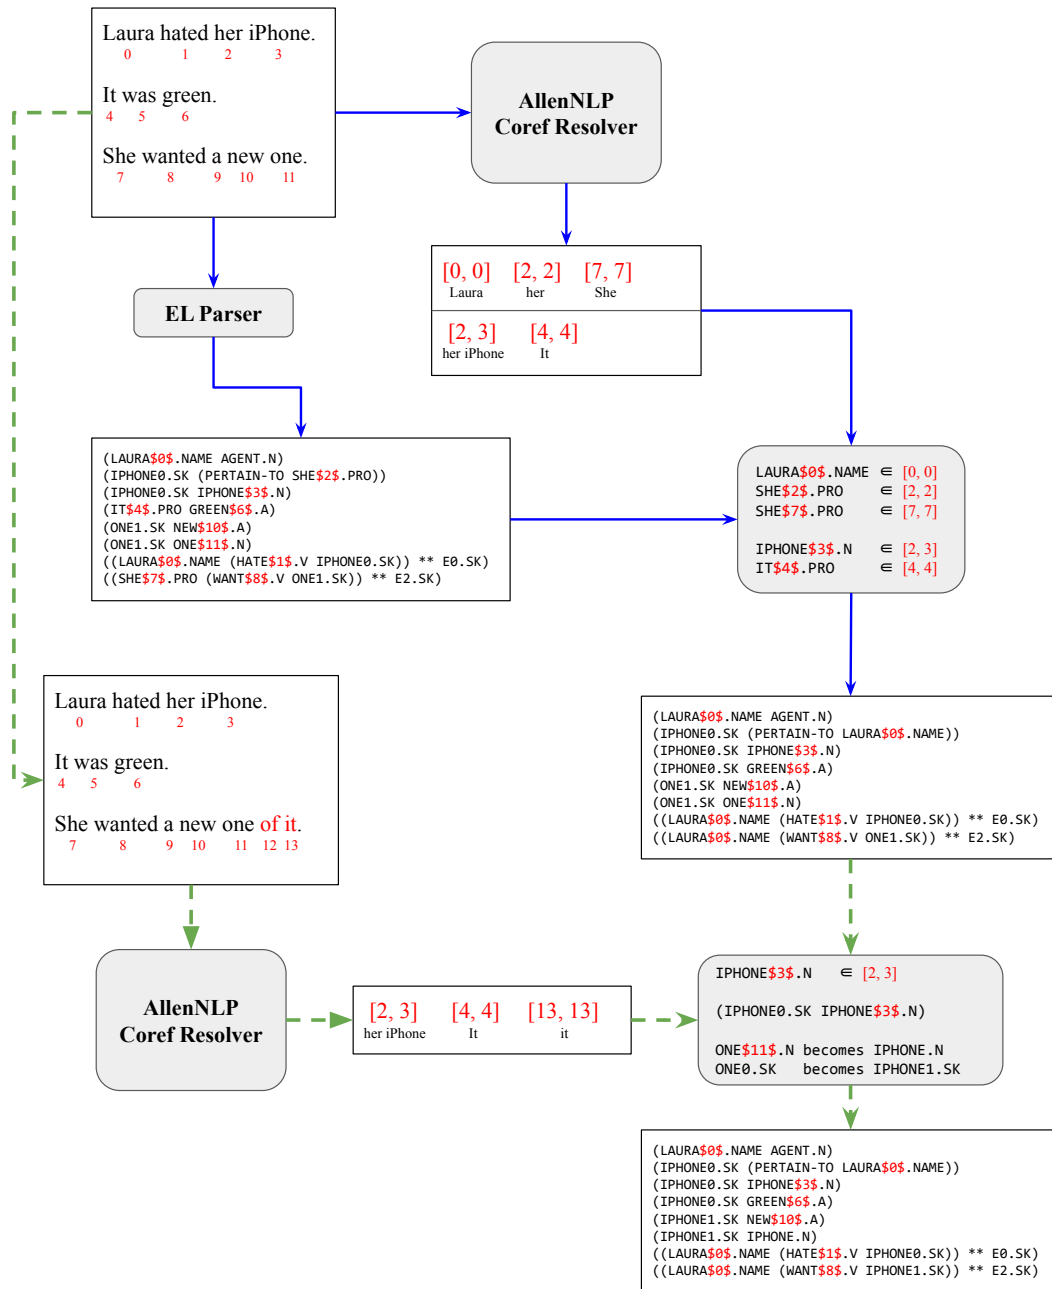 Laura hated her iPhone.
0 1 2 3
It was green.
4 5 6
She wanted a new one.
7 8 9 10 11
AllenNLP
Coref Resolver
[0, 0] [2, 2] [7, 7]
Laura her She
[2, 3] [4, 4]
her iPhone It
EL Parser
(LAURA$0$.NAME AGENT.N)
(IPHONE0.SK (PERTAIN-TO SHE$2$.PRO))
(IPHONE0.SK IPHONE$3$.N)
(IT$4$.PRO GREEN$6$.A)
(ONE1.SK NEW$10$.A)
(ONE1.SK ONE$11$.N)
((LAURA$0$.NAME (HATE$1$.V IPHONE0.SK)) ** E0.SK)
((SHE$7$.PRO (WANT$8$.V ONE1.SK)) ** E2.SK)
LAURA$0$.NAME ∈ [0, 0]
SHE$2$.PRO ∈ [2, 2]
SHE$7$.PRO ∈ [7, 7]
IPHONE$3$.N ∈ [2, 3]
IT$4$.PRO ∈ [4, 4]
Laura hated her iPhone.
0 1 2 3
It was green.
4 5 6
She wanted a new one of it.
7 8 9 10 11 12 13
(LAURA$0$.NAME AGENT.N)
(IPHONE0.SK (PERTAIN-TO LAURA$0$.NAME))
(IPHONE0.SK IPHONE$3$.N)
(IPHONE0.SK GREEN$6$.A)
(ONE1.SK NEW$10$.A)
(ONE1.SK ONE$11$.N)
((LAURA$0$.NAME (HATE$1$.V IPHONE0.SK)) ** E0.SK)
((LAURA$0$.NAME (WANT$8$.V ONE1.SK)) ** E2.SK)
AllenNLP
Coref Resolver
[2, 3] [4, 4] [13, 13]
her iPhone It it
IPHONE$3$.N ∈ [2, 3]
(IPHONE0.SK IPHONE$3$.N)
ONE$11$.N becomes IPHONE.N
ONE0.SK becomes IPHONE1.SK
(LAURA$0$.NAME AGENT.N)
(IPHONE0.SK (PERTAIN-TO LAURA$0$.NAME))
(IPHONE0.SK IPHONE$3$.N)
(IPHONE0.SK GREEN$6$.A)
(IPHONE1.SK NEW$10$.A)
(IPHONE1.SK IPHONE.N)
((LAURA$0$.NAME (HATE$1$.V IPHONE0.SK)) ** E0.SK)
((LAURA$0$.NAME (WANT$8$.V IPHONE1.SK)) ** E2.SK)